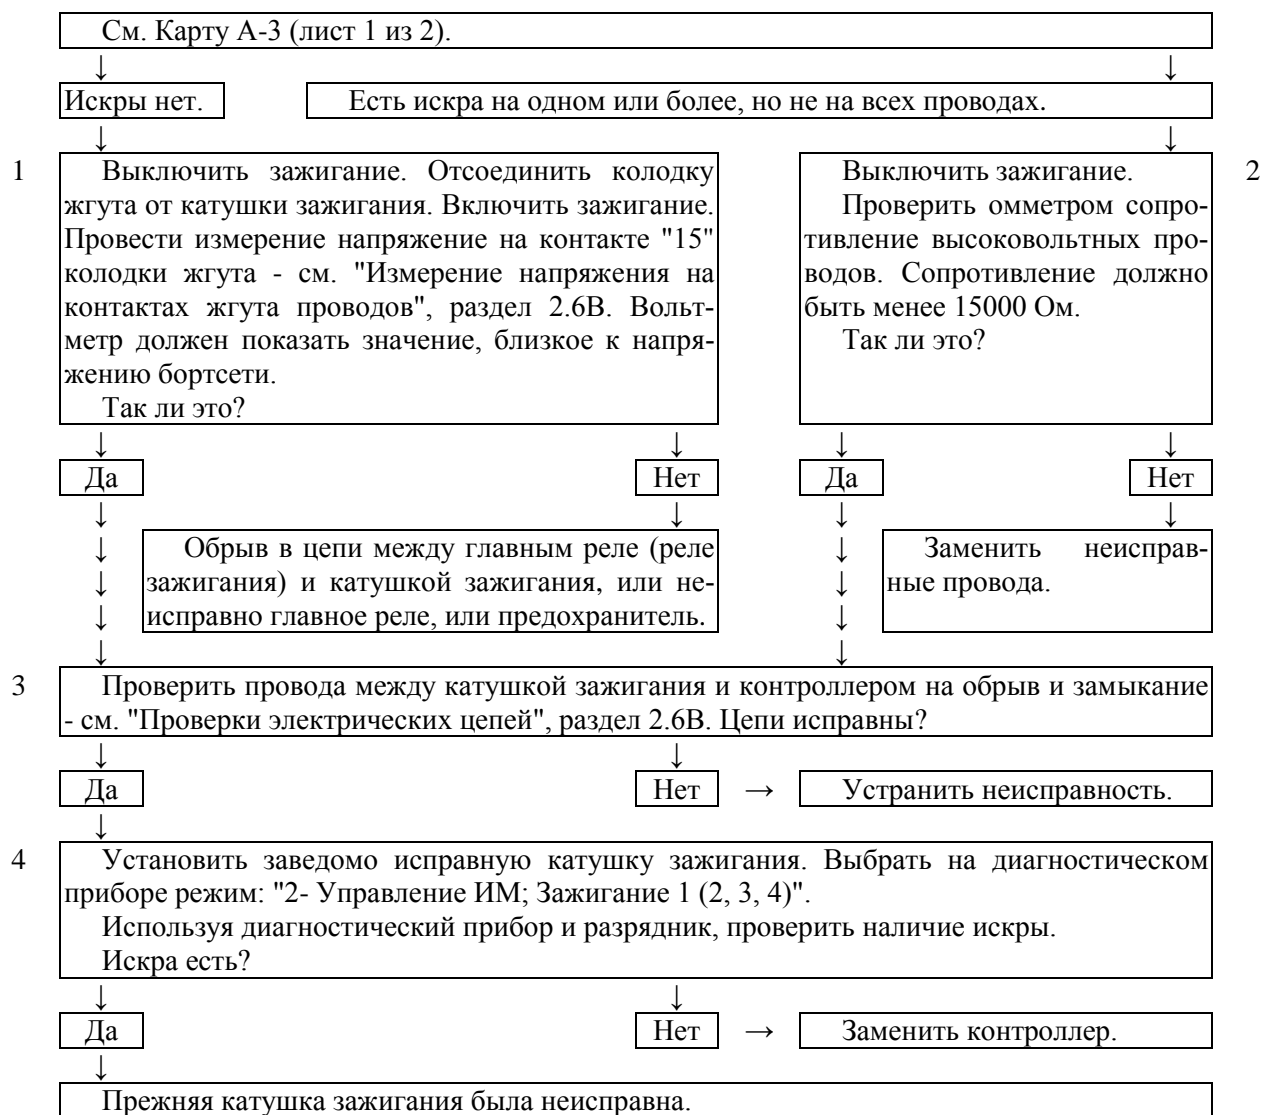 См. Карту А-3 (лист 1 из 2).
↓ ↓
Искры нет. Есть искра на одном или более, но не на всех проводах.
↓ ↓
1
Выключить зажигание. Отсоединить колодку
жгута от катушки зажигания. Включить зажигание.
Провести измерение напряжение на контакте "15"
колодки жгута - см. "Измерение напряжения на
контактах жгута проводов", раздел 2.6В. Вольт-
метр должен показать значение, близкое к напря-
жению бортсети.
Так ли это?
2
Выключить зажигание.
Проверить омметром сопро-
тивление высоковольтных про-
водов. Сопротивление должно
быть менее 15000 Ом.
Так ли это?
↓ ↓ ↓ ↓
Да Нет Да Нет
↓ ↓ ↓ ↓
↓ Обрыв в цепи между главным реле (реле
↓ зажигания) и катушкой зажигания, или не-
↓ исправно главное реле, или предохранитель.
↓ Заменить неисправ-
↓ ные провода.
↓
↓ ↓
3
Проверить провода между катушкой зажигания и контроллером на обрыв и замыкание
- см. "Проверки электрических цепей", раздел 2.6В. Цепи исправны?
↓ ↓
Да Нет → Устранить неисправность.
↓
4
Установить заведомо исправную катушку зажигания. Выбрать на диагностическом
приборе режим: "2- Управление ИМ; Зажигание 1 (2, 3, 4)".
Используя диагностический прибор и разрядник, проверить наличие искры.
Искра есть?
↓ ↓
Да Нет → Заменить контроллер.
↓
Прежняя катушка зажигания была неисправна.